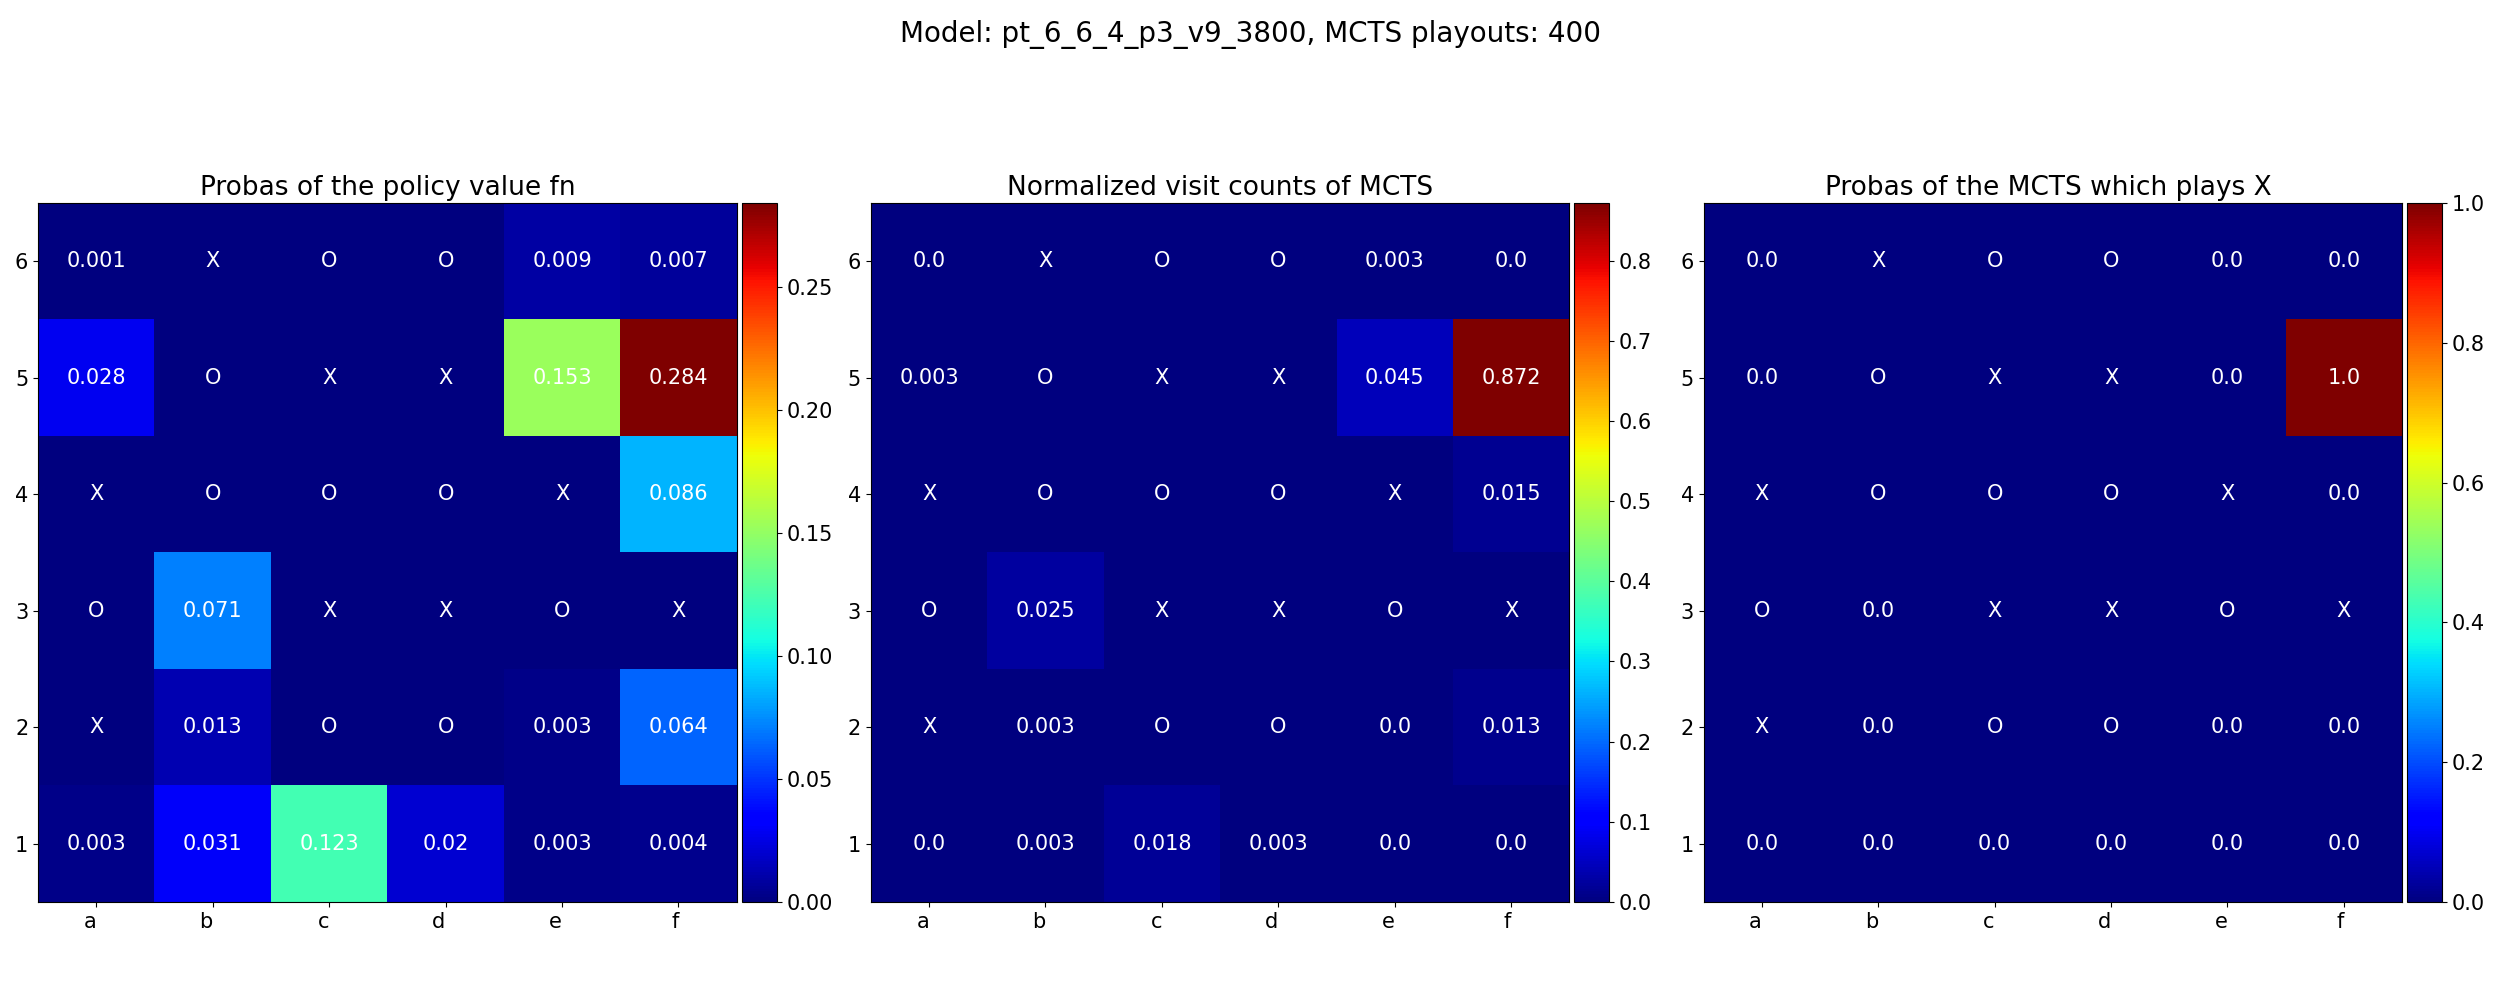 Model: pt_6_6_4_p3_v9_3800, MCTS playouts: 400
Probas of the policy value fn
6 0.001 X O O 0.009 0.007
5 0.028 O X X 0.153 0.284
4 X O O O X 0.086
3 O 0.071 X X O X
2 X 0.013 O O 0.003 0.064
1 0.003 0.031 0.123 0.02 0.003 0.004
a b c d e f
0.25
0.20
0.15
0.10
0.05
0.00
Normalized visit counts of MCTS
6 0.0 X O O 0.003 0.0
5 0.003 O X X 0.045 0.872
4 X O O O X 0.015
3 O 0.025 X X O X
2 X 0.003 O O 0.0 0.013
1 0.0 0.003 0.018 0.003 0.0 0.0
a b c d e f
0.8
0.7
0.6
0.5
0.4
0.3
0.2
0.1
0.0
Probas of the MCTS which plays X
6 0.0 X O O 0.0 0.0
5 0.0 O X X 0.0 1.0
4 X O O O X 0.0
3 O 0.0 X X O X
2 X 0.0 O O 0.0 0.0
1 0.0 0.0 0.0 0.0 0.0 0.0
a b c d e f
1.0
0.8
0.6
0.4
0.2
0.0